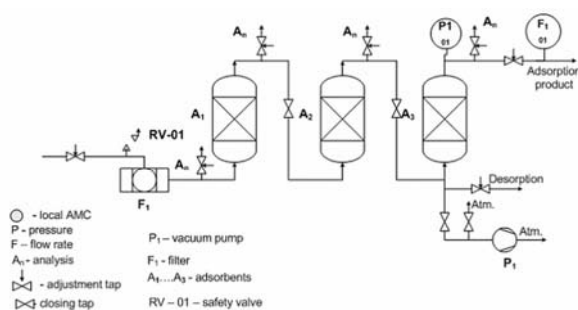 P1
01
F1
01
An
An
An
Adsorption
product
A1
A2
A3
RV-01
An
F1
Desorption
Atm.
Atm.
P1
- local AMC
P - pressure
F – flow rate
An - analysis
- adjustment tap
- closing tap
P1 – vacuum pump
F1 - filter
A1....A3 - adsorbents
RV – 01 – safety valve